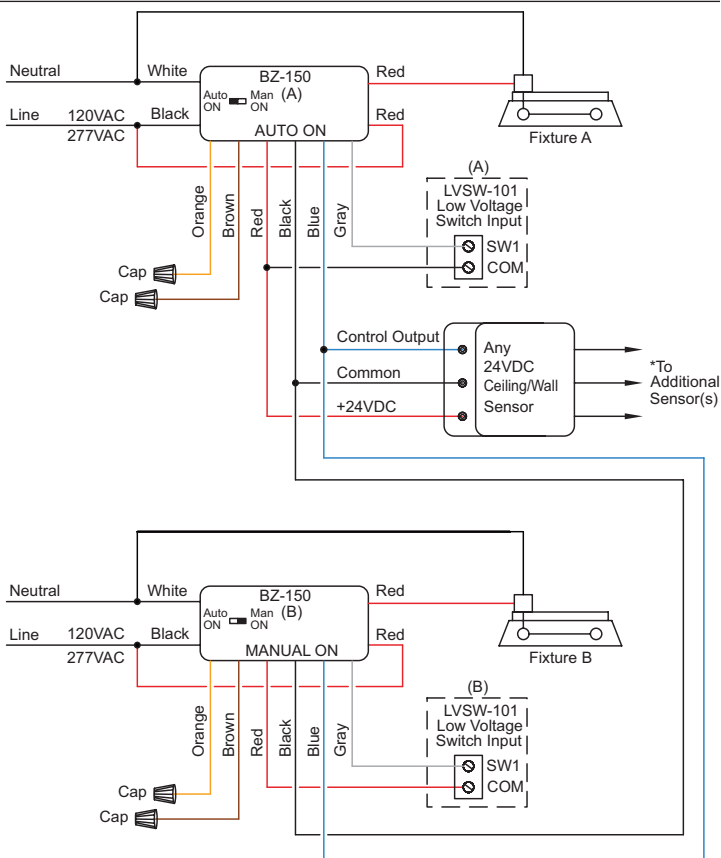 Neutral
White
BZ-150
(A)
Auto
ON
Man
ON
Red
Line
120VAC
277VAC
Black
AUTO ON
Red
Fixture A
Orange
Brown
Red
Black
Blue
Gray
(A)
LVSW-101
Low Voltage
Switch Input
SW1
COM
Cap
Cap
Control Output
Common
+24VDC
Any
24VDC
Ceiling/Wall
Sensor
*To
Additional
Sensor(s)
Neutral
White
BZ-150
(B)
Auto
ON
Man
ON
Red
Line
120VAC
277VAC
Black
MANUAL ON
Red
Fixture B
Orange
Brown
Red
Black
Blue
Gray
(B)
LVSW-101
Low Voltage
Switch Input
SW1
COM
Cap
Cap